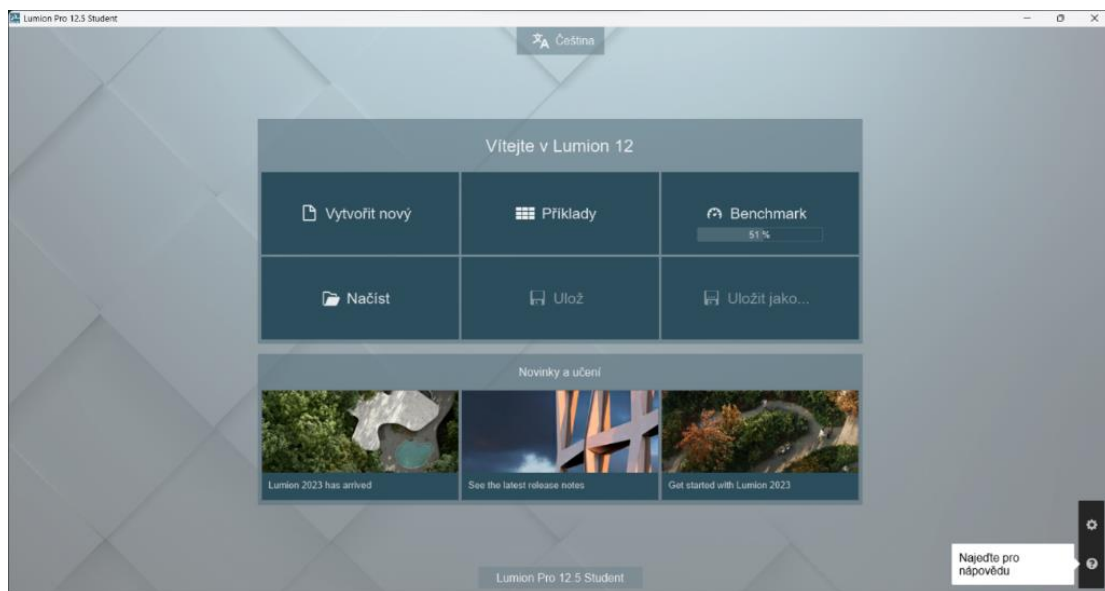 Lumion Pro 12.5 Student
Čeština
Vítejte v Lumion 12
Vytvořit nový
Příklady
Benchmark
51 %
Načíst
Ulož
Uložit jako...
Novinky a učení
Lumion 2023 has arrived
See the latest release notes
Get started with Lumion 2023
Najeďte pro
nápovědu
Lumion Pro 12.5 Student